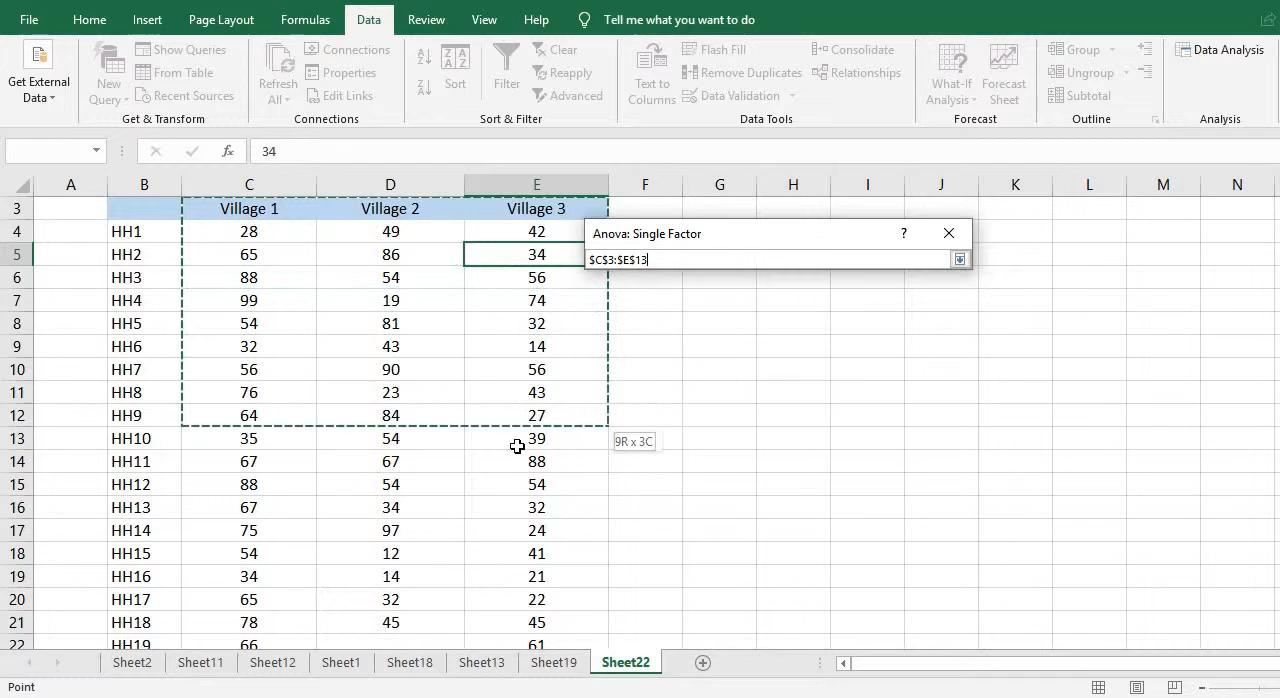 File Home Insert Page Layout Formulas Data Review View Help Tell me what you want to do
Get External Data
New Query
Show Queries
From Table
Recent Sources
Get & Transform
Refresh All
Connections
Properties
Edit Links
Connections
Sort
Filter
Clear
Reapply
Advanced
Sort & Filter
Text to Columns
Flash Fill
Remove Duplicates
Data Validation
Consolidate
Relationships
Data Tools
What-If Analysis
Forecast Sheet
Forecast
Group
Ungroup
Subtotal
Outline
Data Analysis
Analysis
fx 34
A B C D E F G H I J K L M N
3 Village 1 Village 2 Village 3
4 HH1 28 49 42
5 HH2 65 86 34
6 HH3 88 54 56
7 HH4 99 19 74
8 HH5 54 81 32
9 HH6 32 43 14
10 HH7 56 90 56
11 HH8 76 23 43
12 HH9 64 84 27
13 HH10 35 54 39
14 HH11 67 67 88
15 HH12 88 54 54
16 HH13 67 34 32
17 HH14 75 97 24
18 HH15 54 12 41
19 HH16 34 14 21
20 HH17 65 32 22
21 HH18 78 45 45
22 HH19 66 61
Anova: Single Factor ?
$C$3:$E$13
9R x 3C
Sheet2 Sheet11 Sheet12 Sheet1 Sheet18 Sheet13 Sheet19 Sheet22
Point